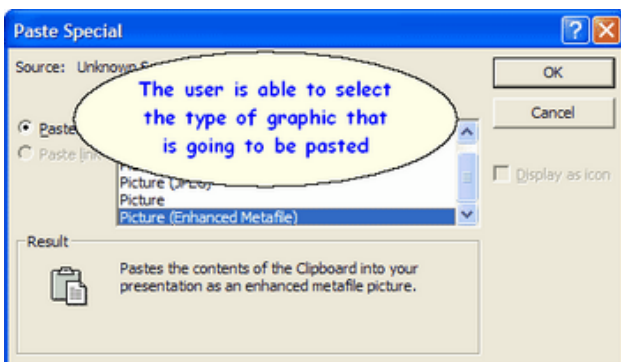 Paste Special
Source: Unknown
The user is able to select
the type of graphic that
is going to be pasted
OK
Cancel
Paste
Paste link
Display as icon
Picture (JPEG)
Picture
Picture (Enhanced Metafile)
Result
Pastes the contents of the Clipboard into your
presentation as an enhanced metafile picture.